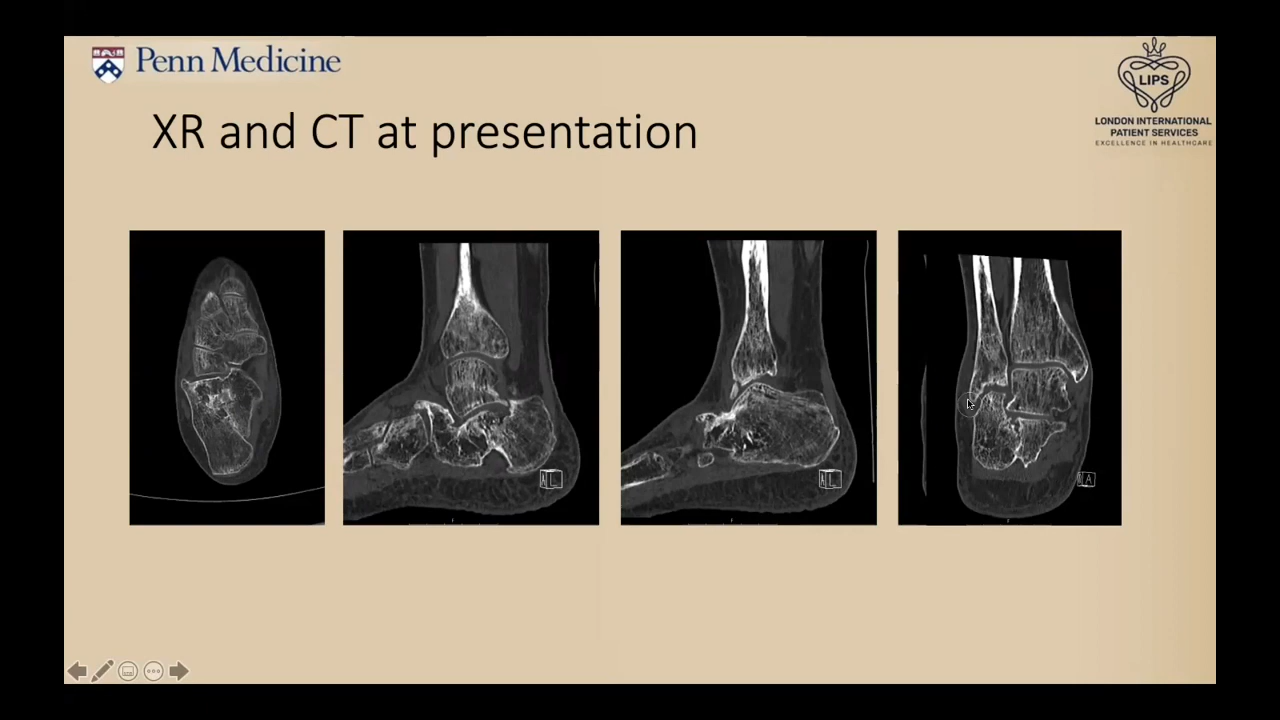 Penn Medicine
LIPS
LONDON INTERNATIONAL
PATIENT SERVICES
EXCELLENCE IN HEALTHCARE
XR and CT at presentation
A L
A L
A